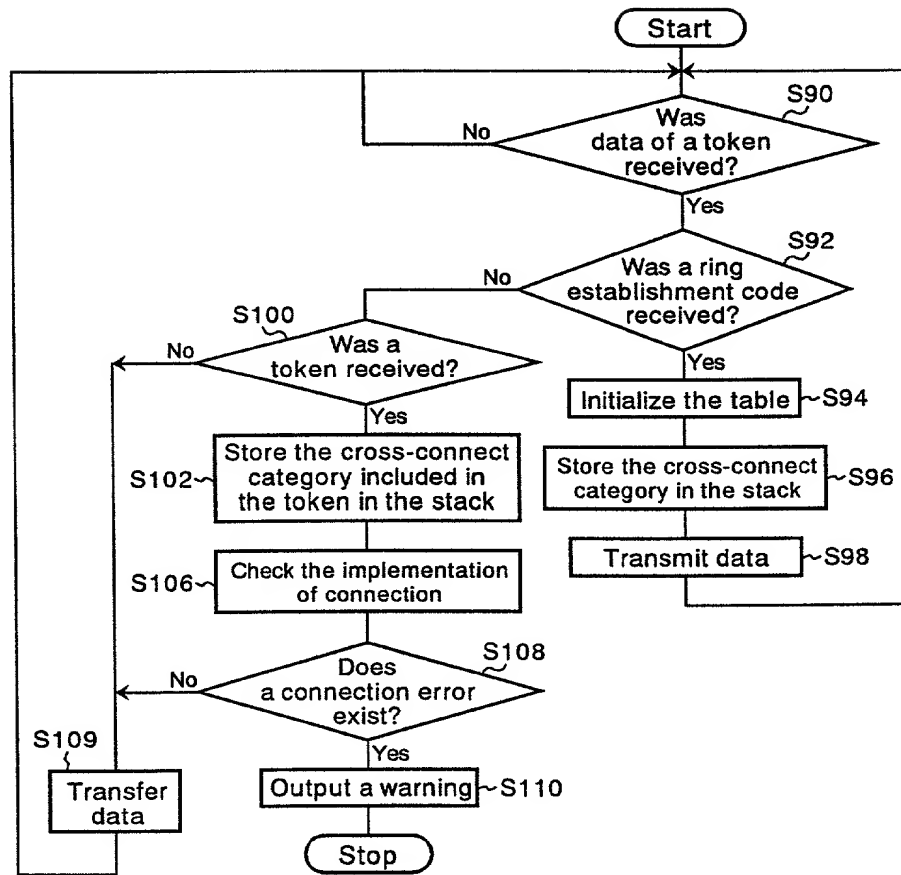 Start
S90
Was
data of a token
received?
No
Yes
S92
Was a ring
establishment code
received?
No
Yes
S100
Was a
token received?
No
Yes
Initialize the table
S94
Store the cross-connect
category included in
the token in the stack
S102
Store the cross-connect
category in the stack
S96
Transmit data
S98
Check the implementation
of connection
S106
S108
Does
a connection error
exist?
No
Yes
S109
Transfer
data
Output a warning
S110
Stop